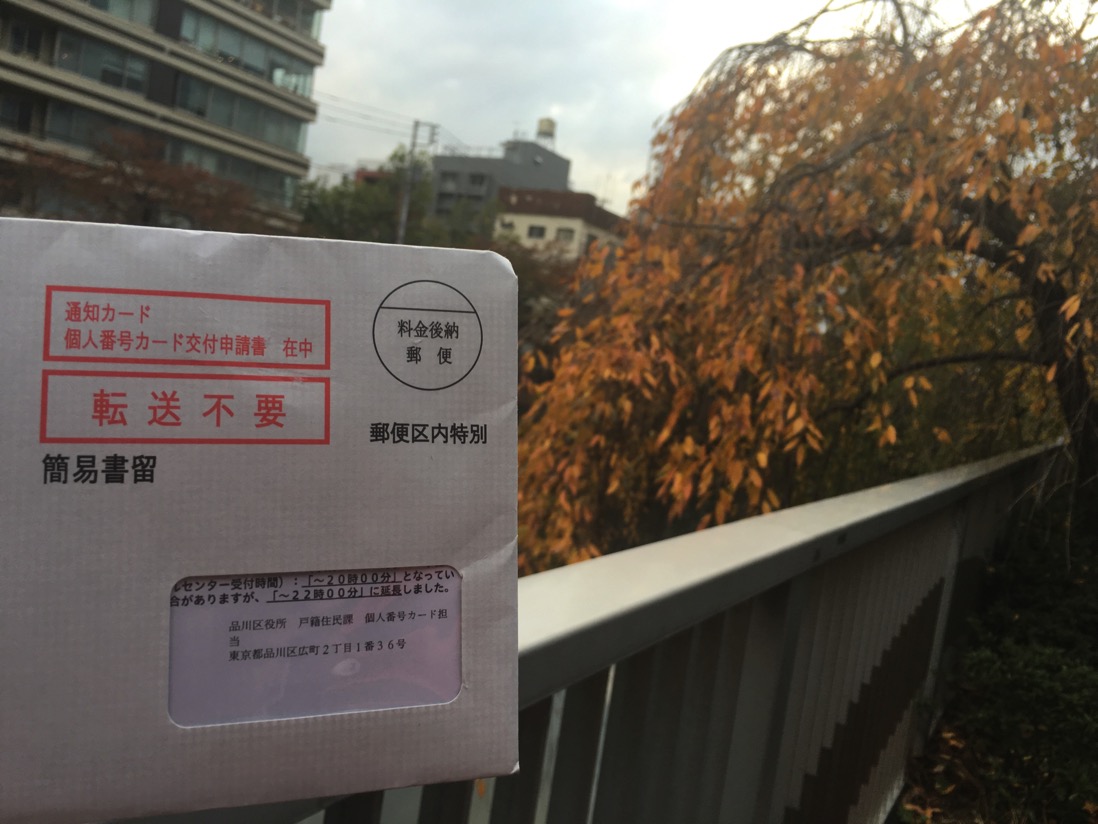 通知カード
個人番号カード交付申請書 在中
転送不要
簡易書留
料金後納
郵便
郵便区内特別
ルセンター受付時間）：「～２０時００分」となってい
合がありますが、「～２２時００分」に延長しました。
品川区役所 戸籍住民課 個人番号カード担
当
東京都品川区広町２丁目１番３６号